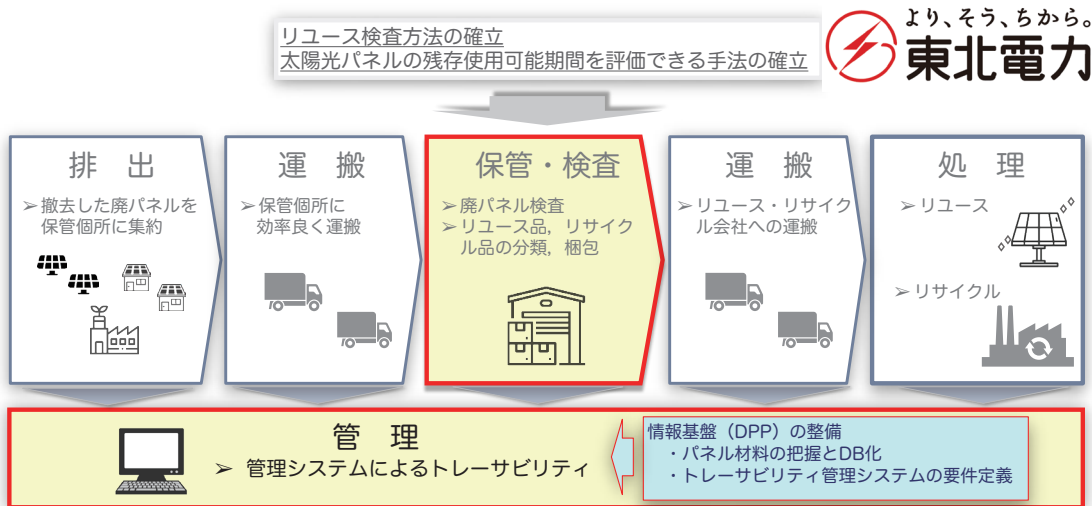 より、そう、ちから。
東北電力
リユース検査方法の確立
太陽光パネルの残存使用可能期間を評価できる手法の確立
排 出
➢撤去した廃パネルを
保管個所に集約
運 搬
➢保管個所に
効率良く運搬
保管・検査
➢廃パネル検査
➢リユース品，リサイク
ル品の分類，梱包
運 搬
➢リユース・リサイク
ル会社への運搬
処 理
➢リユース
➢リサイクル
管 理
➢ 管理システムによるトレーサビリティ
情報基盤（DPP）の整備
・パネル材料の把握とDB化
・トレーサビリティ管理システムの要件定義